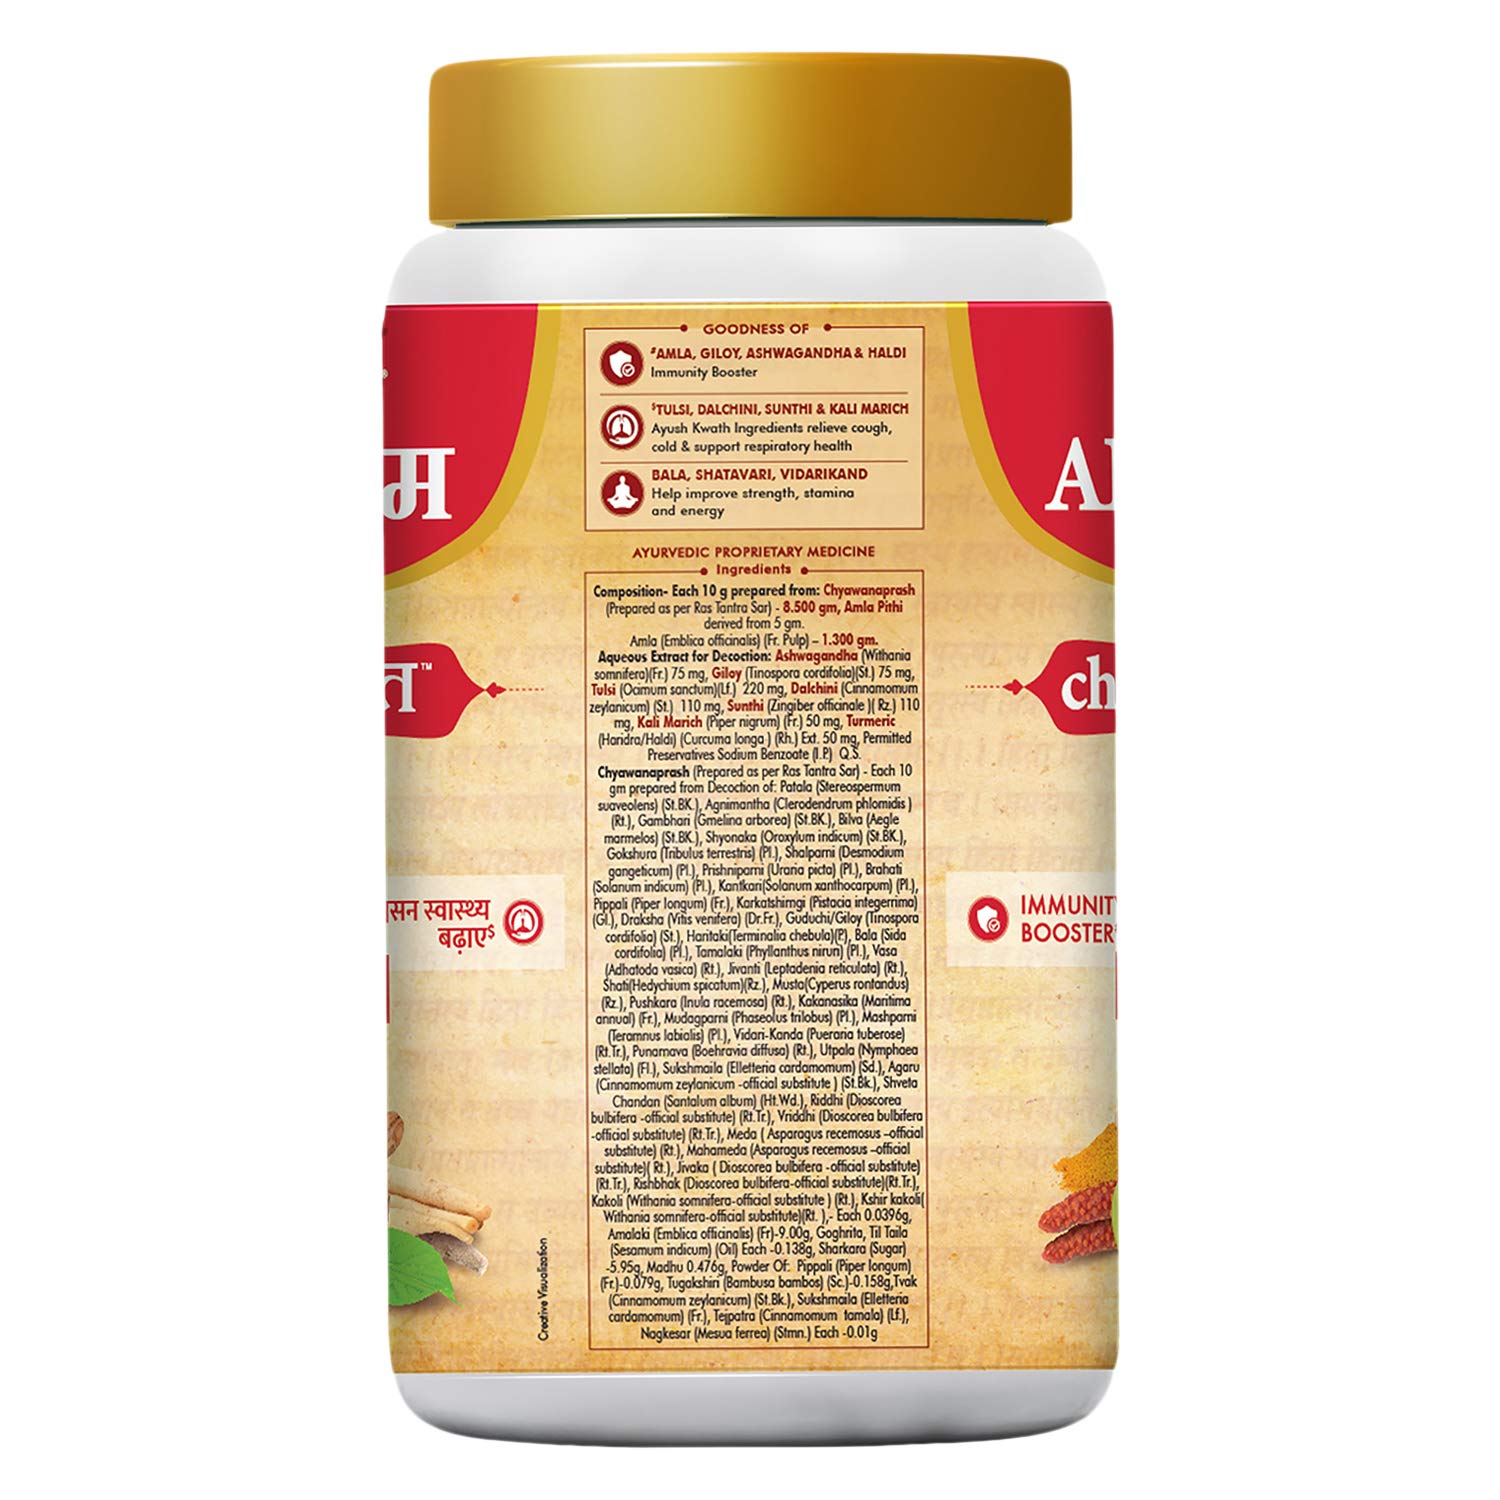 GOODNESS OF
#AMLA, GILOY, ASHWAGANDHA & HALDI
Immunity Booster
$TULSI, DALCHINI, SUNTHI & KALI MARICH
Ayush Kwath Ingredients relieve cough,
cold & support respiratory health
BALA, SHATAVARI, VIDARIKAND
Help improve strength, stamina
and energy
AYURVEDIC PROPRIETARY MEDICINE
Ingredients
Composition- Each 10 g prepared from: Chyawanaprash
(Prepared as per Ras Tantra Sar) - 8.500 gm, Amla Pithi
derived from 5 gm.
Amla (Emblica officinalis) (Fr. Pulp) – 1.300 gm.
Aqueous Extract for Decoction: Ashwagandha (Withania
somnifera)(Fr.) 75 mg, Giloy (Tinospora cordifolia)(St.) 75 mg,
Tulsi (Ocimum sanctum)(Lf.) 220 mg, Dalchini (Cinnamomum
zeylanicum) (St.) 110 mg, Sunthi (Zingiber officinale )( Rz.) 110
mg, Kali Marich (Piper nigrum) (Fr.) 50 mg, Turmeric
(Haridra/Haldi) (Curcuma longa ) (Rh.) Ext. 50 mg, Permitted
Preservatives Sodium Benzoate (I.P.) Q.S.
Chyawanaprash (Prepared as per Ras Tantra Sar) - Each 10
gm prepared from Decoction of: Patala (Stereospermum
suaveolens) (St.BK.), Agnimantha (Clerodendrum phlomidis )
(Rt.), Gambhari (Gmelina arborea) (St.BK.), Bilva (Aegle
marmelos) (St.BK.), Shyonaka (Oroxylum indicum) (St.BK.),
Gokshura (Tribulus terrestris) (Pl.), Shalparni (Desmodium
gangeticum) (Pl.), Prishniparni (Uraria picta) (Pl.), Brahati
(Solanum indicum) (Pl.), Kantkari(Solanum xanthocarpum) (Pl.),
Pippali (Piper longum) (Fr.), Karkatshirngi (Pistacia integerrima)
(Gl.), Draksha (Vitis venifera) (Dr.Fr.), Guduchi/Giloy (Tinospora
cordifolia) (St.), Haritaki(Terminalia chebula)(P.), Bala (Sida
cordifolia) (Pl.), Tamalaki (Phyllanthus niruri) (Pl.), Vasa
(Adhatoda vasica) (Rt.), Jivanti (Leptadenia reticulata) (Rt.),
Shati(Hedychium spicatum)(Rz.), Musta(Cyperus rontandus)
(Rz.), Pushkara (Inula racemosa) (Rt.), Kakanasika (Maritima
annual) (Fr.), Mudagparni (Phaseolus trilobus) (Pl.), Mashparni
(Teramnus labialis) (Pl.), Vidari-Kanda (Pueraria tuberose)
(Rt.Tr.), Punarnava (Boehravia diffusa) (Rt.), Utpala (Nymphaea
stellata) (Fl.), Sukshmaila (Elletteria cardamomum) (Sd.), Agaru
(Cinnamomum zeylanicum -official substitute ) (St.Bk.), Shveta
Chandan (Santalum album) (Ht.Wd.), Riddhi (Dioscorea
bulbifera -official substitute) (Rt.Tr.), Vriddhi (Dioscorea bulbifera
-official substitute) (Rt.Tr.), Meda ( Asparagus recemosus –official
substitute) (Rt.), Mahameda (Asparagus recemosus –official
substitute)( Rt.), Jivaka ( Dioscorea bulbifera -official substitute)
(Rt.Tr.), Rishbhak (Dioscorea bulbifera-official substitute)(Rt.Tr.),
Kakoli (Withania somnifera-official substitute ) (Rt.), Kshir kakoli(
Withania somnifera-official substitute)(Rt. ),- Each 0.0396g,
Amalaki (Emblica officinalis) (Fr)-9.00g, Goghrita, Til Taila
(Sesamum indicum) (Oil) Each -0.138g, Sharkara (Sugar)
-5.95g, Madhu 0.476g, Powder Of: Pippali (Piper longum)
(Fr.)-0.079g, Tugakshiri (Bambusa bambos) (Sc.)-0.158g,Tvak
(Cinnamomum zeylanicum) (St.Bk.), Sukshmaila (Elletteria
cardamomum) (Fr.), Tejpatra (Cinnamomum tamala) (Lf.),
Nagkesar (Mesua ferrea) (Stmn.) Each -0.01g
Creative Visualization
स्वास्थ्य
बढ़ाए$
IMMUNITY
BOOSTER#